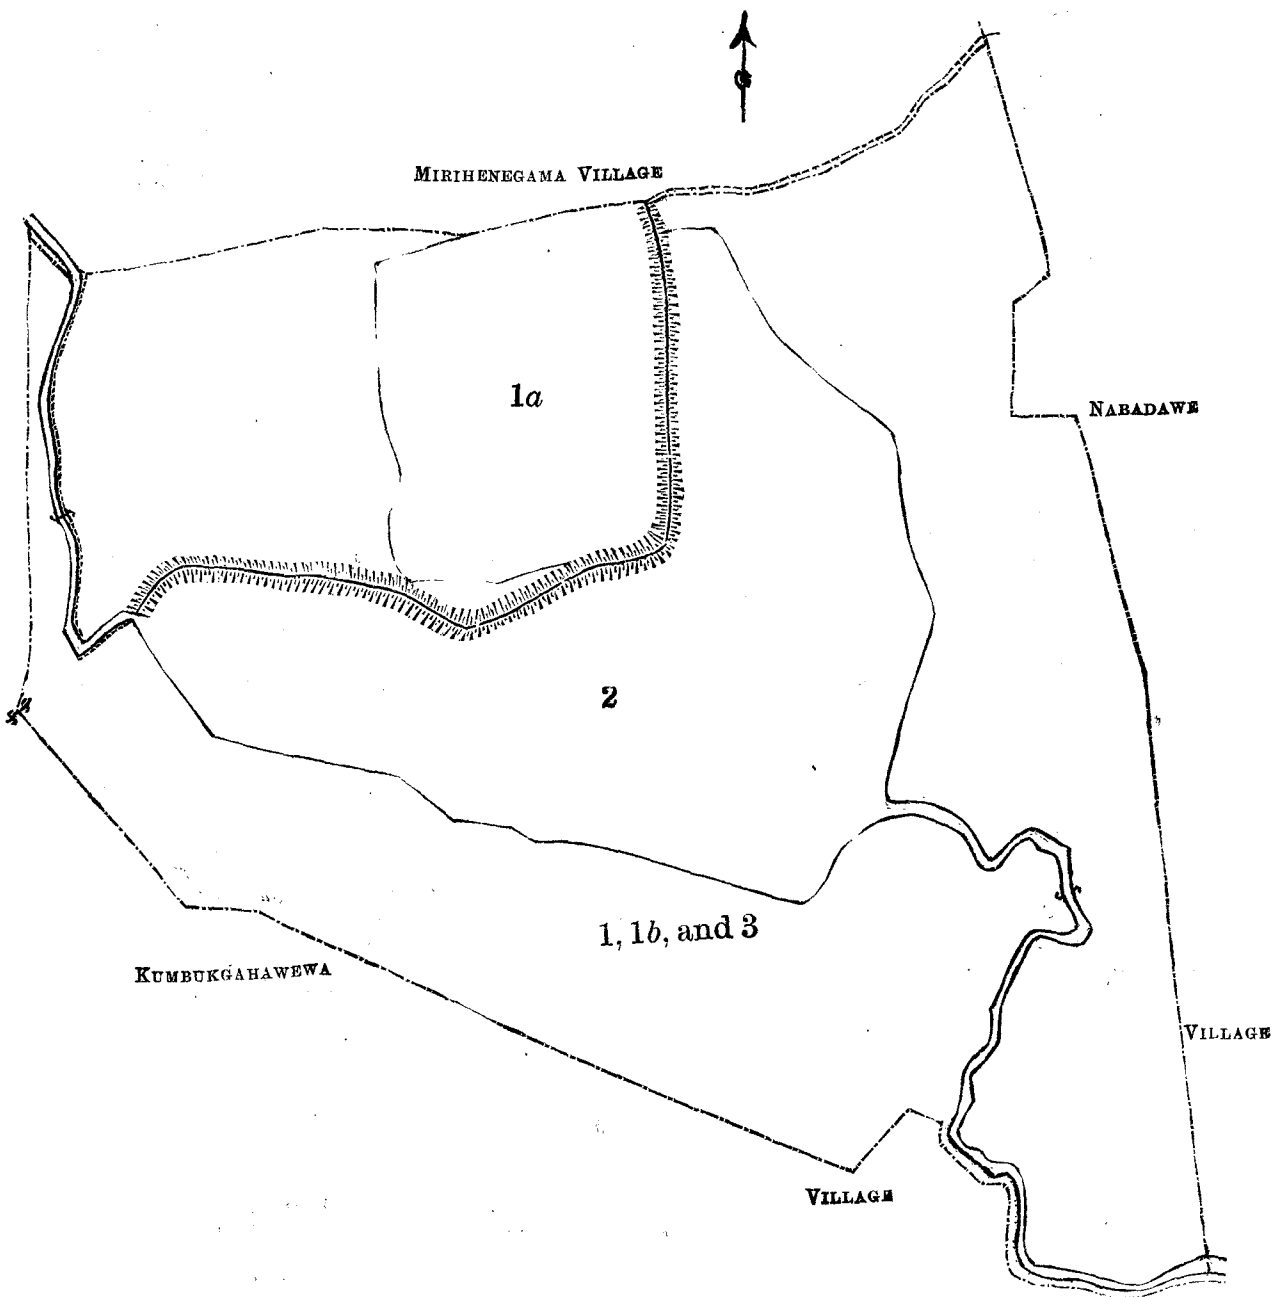 MIRIHENEGAMA VILLAGE
1a
NABADAWE
2
1, 1b, and 3
KUMBUKGAHAWEWA
VILLAGE
VILLAGE